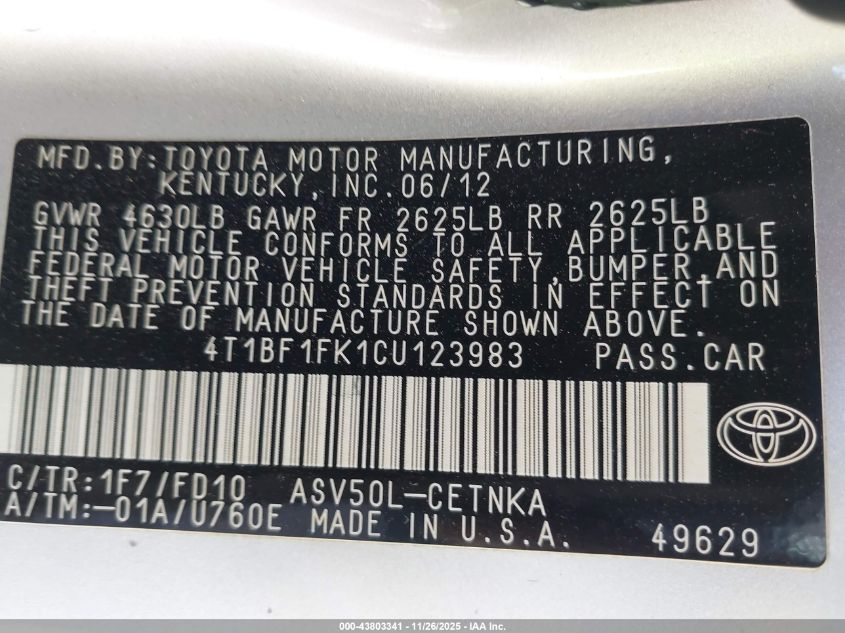 MFD.BY:TOYOTA MOTOR MANUFACTURING,
KENTUCKY,INC.06/12
GVWR 4630LB GAWR FR 2625LB RR 2625LB
THIS VEHICLE CONFORMS TO ALL APPLICABLE
FEDERAL MOTOR VEHICLE SAFETY,BUMPER,AND
THEFT PREVENTION STANDARDS IN EFFECT ON
THE DATE OF MANUFACTURE SHOWN ABOVE.
4T1BF1FK1CU123983 PASS.CAR
C/TR:1F7/FD10 ASV50L-CETNKA
A/TM:-01A/U760E MADE IN U.S.A. 49629
000-43803341 | 11/26/2025 - IAA Inc.